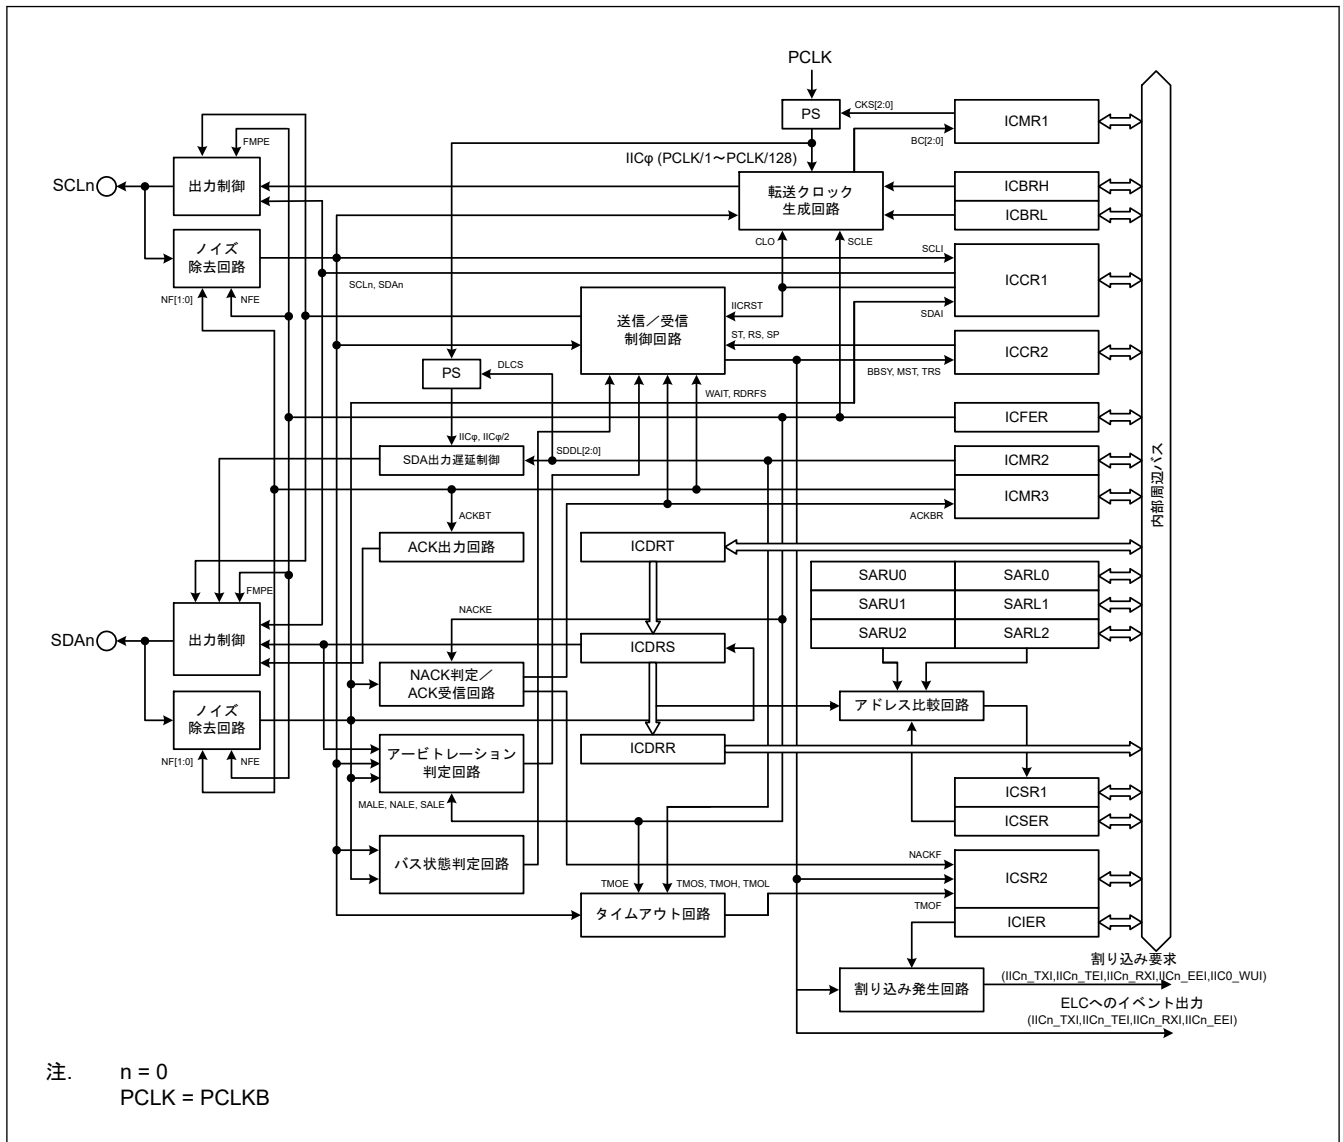 PCLK
PS
CKS[2:0]
ICMR1
BC[2:0]
FMPE
IICφ (PCLK/1～PCLK/128)
SCLn
出力制御
転送クロック
生成回路
ICBRH
ICBRL
ノイズ
除去回路
CLO
SCLE
SCLI
ICCR1
SCLn, SDAn
NF[1:0]
NFE
IICRST
SDAI
送信／受信
制御回路
ST, RS, SP
ICCR2
BBSY, MST, TRS
PS
DLCS
WAIT, RDRFS
ICFER
IICφ, IICφ/2
SDA出力遅延制御
SDDL[2:0]
ICMR2
ICMR3
内部周辺バス
ACKBT
ACKBR
ACK出力回路
ICDRT
SARU0
SARL0
FMPE
SARU1
SARL1
NACKE
SDAn
出力制御
ICDRS
SARU2
SARL2
NACK判定／
ACK受信回路
アドレス比較回路
ノイズ
除去回路
NF[1:0]
NFE
アービトレーション
判定回路
ICDRR
MALE, NALE, SALE
ICSR1
ICSER
バス状態判定回路
NACKF
ICSR2
TMOE
TMOS, TMOH, TMOL
TMOF
タイムアウト回路
ICIER
割り込み要求
(IICn_TXI,IICn_TEI,IICn_RXI,IICn_EEI,IIC0_WUI)
割り込み発生回路
ELCへのイベント出力
(IICn_TXI,IICn_TEI,IICn_RXI,IICn_EEI)
注. n = 0
PCLK = PCLKB